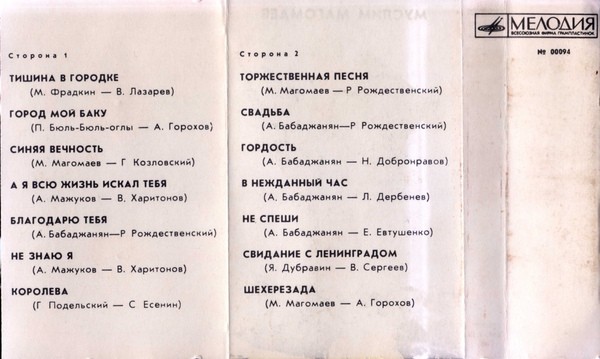 Сторона 1
ТИШИНА В ГОРОДКЕ
(М. Фрадкин — В. Лазарев)
ГОРОД МОЙ БАКУ
(П. Бюль-Бюль-оглы — А. Горохов)
СИНЯЯ ВЕЧНОСТЬ
(М. Магомаев — Г Козловский)
А Я ВСЮ ЖИЗНЬ ИСКАЛ ТЕБЯ
(А. Мажуков — В. Харитонов)
БЛАГОДАРЮ ТЕБЯ
(А. Бабаджанян—Р Рождественский)
НЕ ЗНАЮ Я
(А. Мажуков — В. Харитонов)
КОРОЛЕВА
(Г Подельский — С Есенин)
Сторона 2
ТОРЖЕСТВЕННАЯ ПЕСНЯ
(М. Магомаев — Р Рождественский)
СВАДЬБА
(А. Бабаджанян—Р Рождественский)
ГОРДОСТЬ
(А. Бабаджанян — Н. Добронравов)
В НЕЖДАННЫЙ ЧАС
(А. Бабаджанян — Л. Дербенев)
НЕ СПЕШИ
(А. Бабаджанян — Е. Евтушенко)
СВИДАНИЕ С ЛЕНИНГРАДОМ
(Я. Дубравин — В. Сергеев)
ШЕХЕРЕЗАДА
(М. Магомаев — А. Горохов)
МЕЛОДИЯ
ВСЕСОЮЗНАЯ ФИРМА ГРАМПЛАСТИНОК
№ 00094
МУСЛИМ МАГОМАЕВ